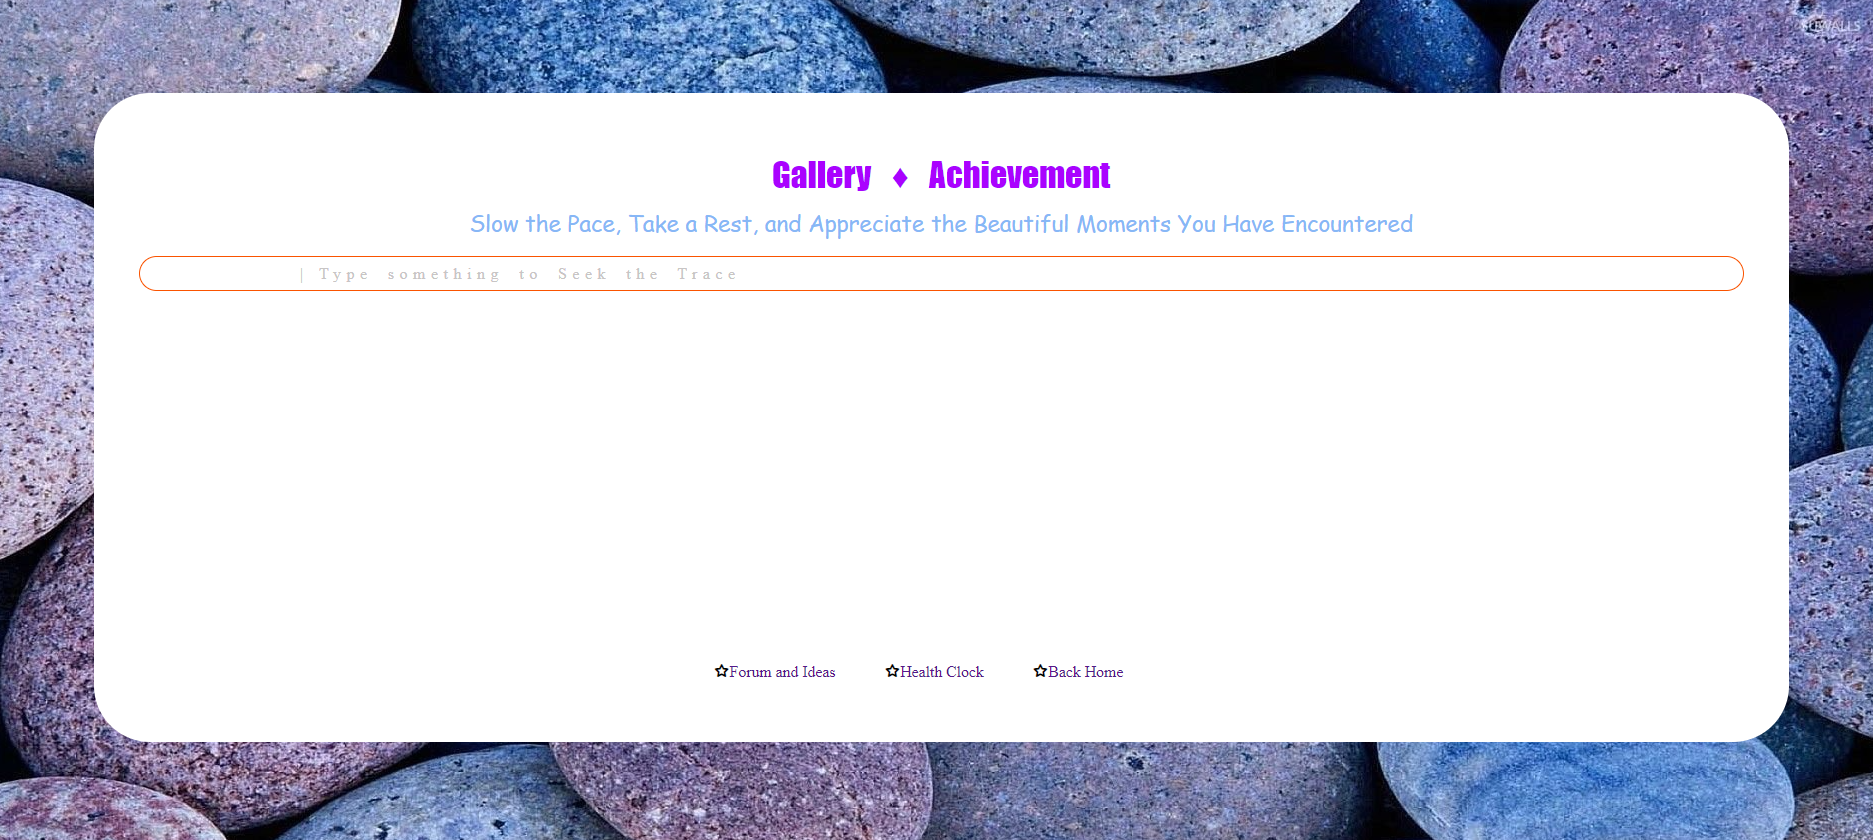 Gallery ♦ Achievement
Slow the Pace, Take a Rest, and Appreciate the Beautiful Moments You Have Encountered
| Type something to Seek the Trace
☆Forum and Ideas ☆Health Clock ☆Back Home